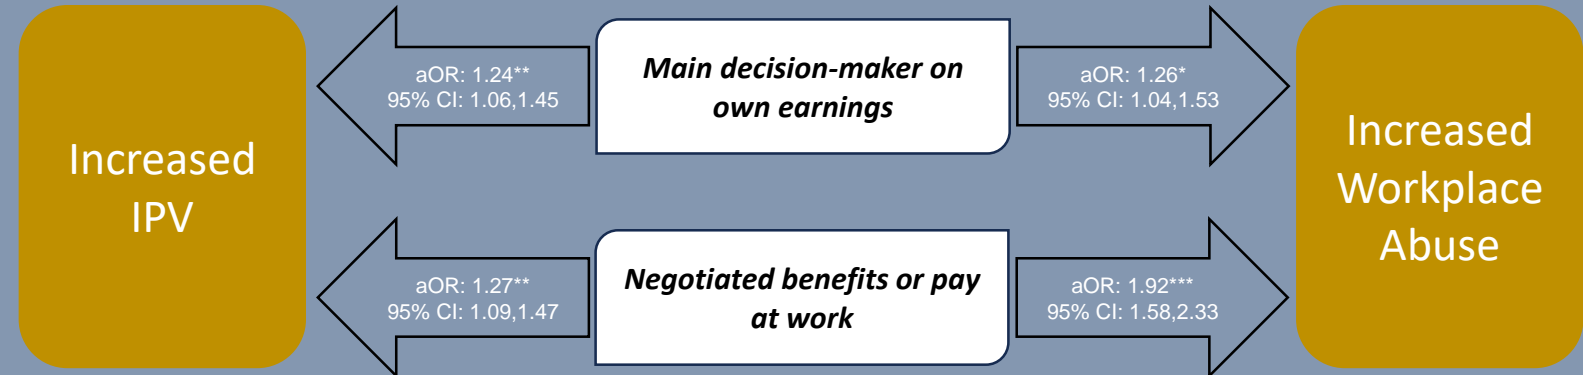 Increased
IPV
aOR: 1.24**
95% CI: 1.06,1.45
Main decision-maker on
own earnings
aOR: 1.26*
95% CI: 1.04,1.53
aOR: 1.27**
95% CI: 1.09,1.47
Negotiated benefits or pay
at work
aOR: 1.92***
95% CI: 1.58,2.33
Increased
Workplace
Abuse